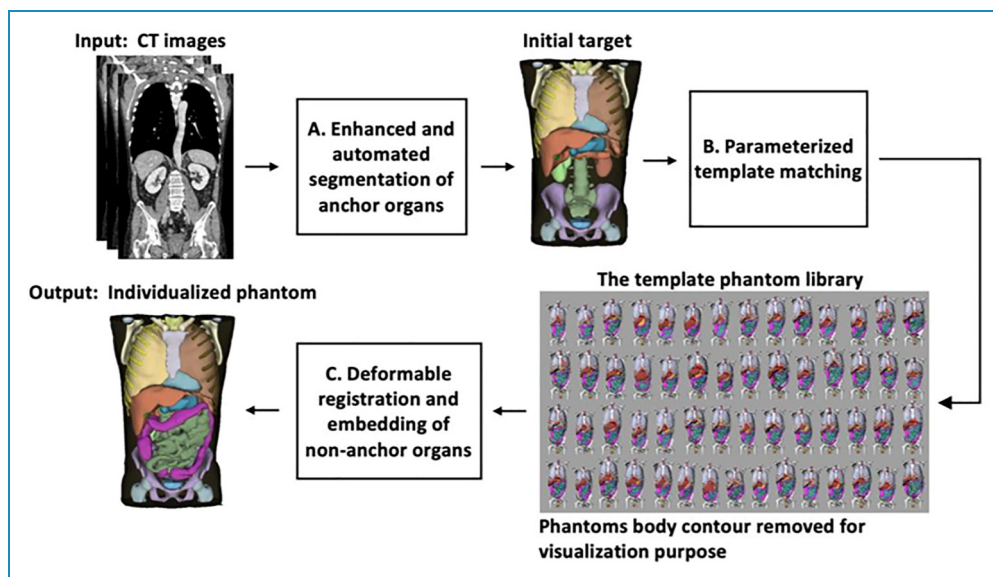 Input: CT images
A. Enhanced and
automated
segmentation of
anchor organs
Initial target
B. Parameterized
template matching
The template phantom library
Phantoms body contour removed for
visualization purpose
C. Deformable
registration and
embedding of
non-anchor organs
Output: Individualized phantom